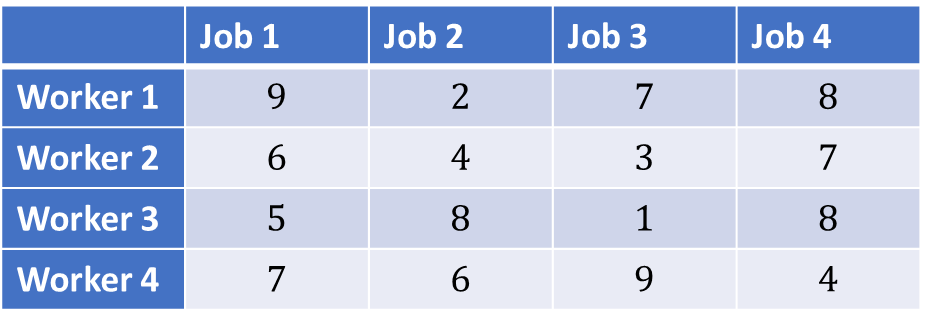 Job 1 Job 2 Job 3 Job 4
Worker 1 9 2 7 8
Worker 2 6 4 3 7
Worker 3 5 8 1 8
Worker 4 7 6 9 4